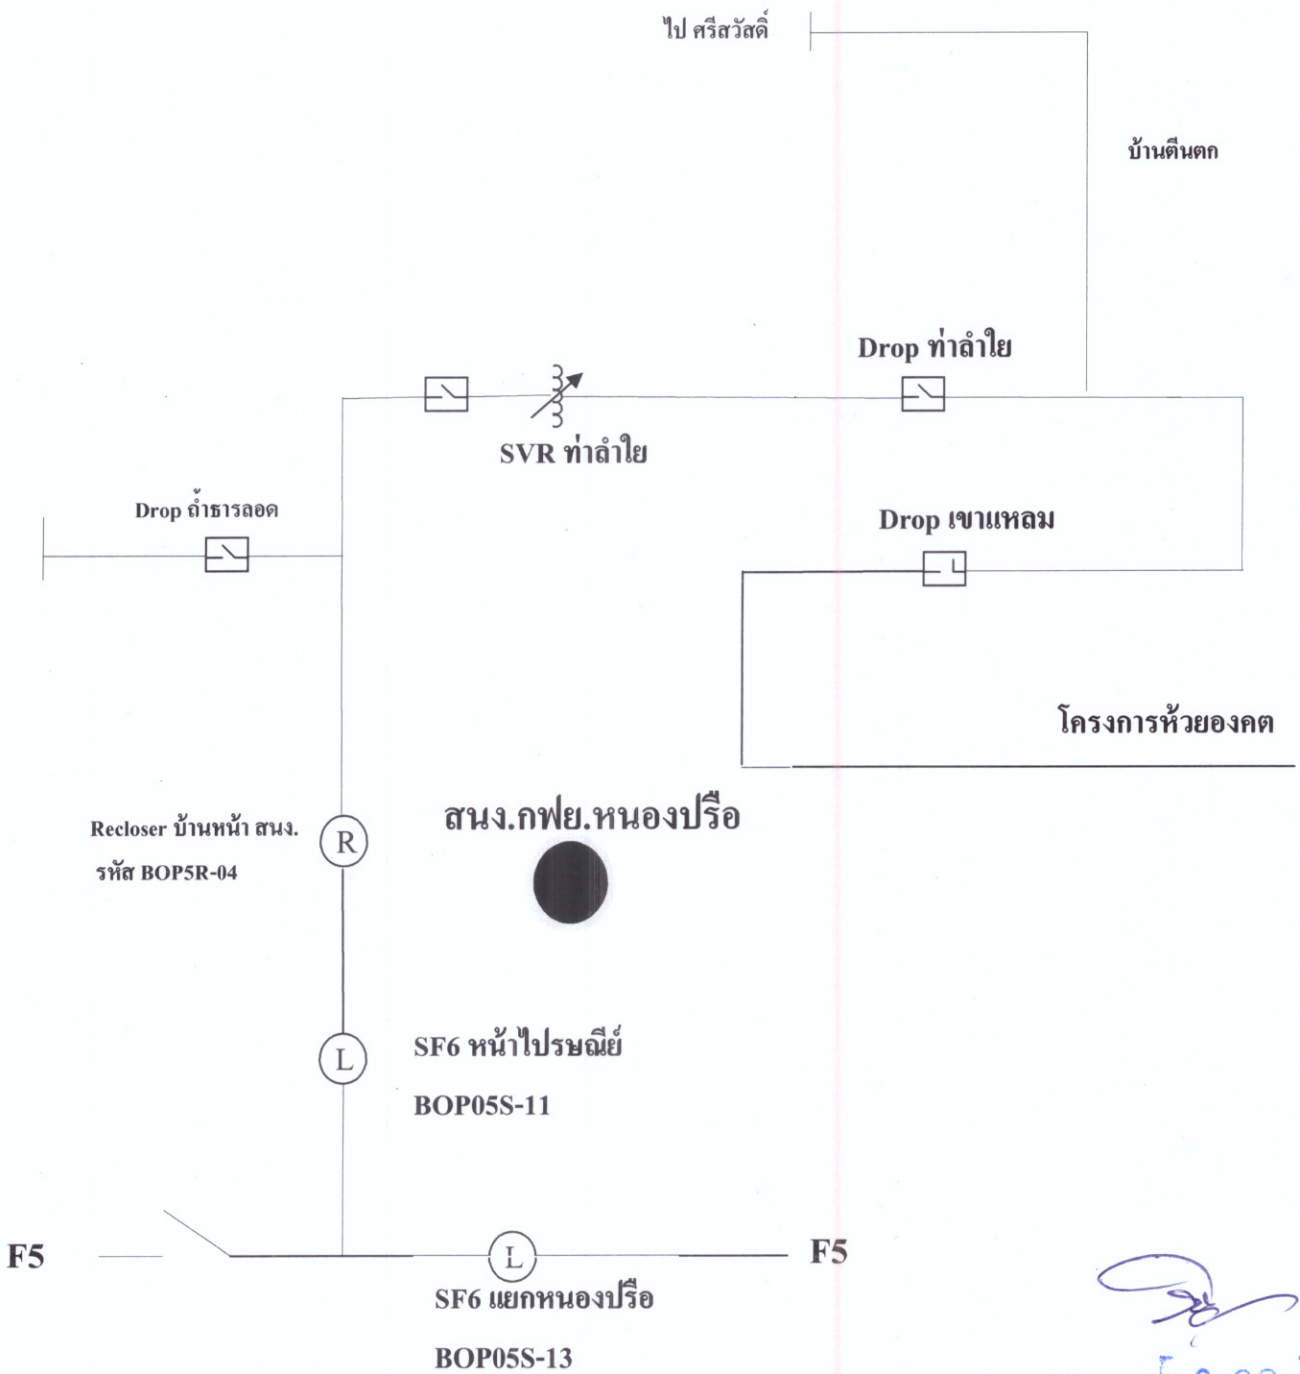 ไป ศรีสวัสดิ์
บ้านตีนตก
Drop ท่าลำใย
SVR ท่าลำใย
Drop ถ้ำธารลอด
Drop เขาแหลม
โครงการห้วยองคต
สนง.กฟย.หนองปรือ
Recloser บ้านหน้า สนง.
R
รหัส BOP5R-04
SF6 หน้าไปรษณีย์
L
BOP05S-11
F5
L
F5
SF6 แยกหนองปรือ
BOP05S-13